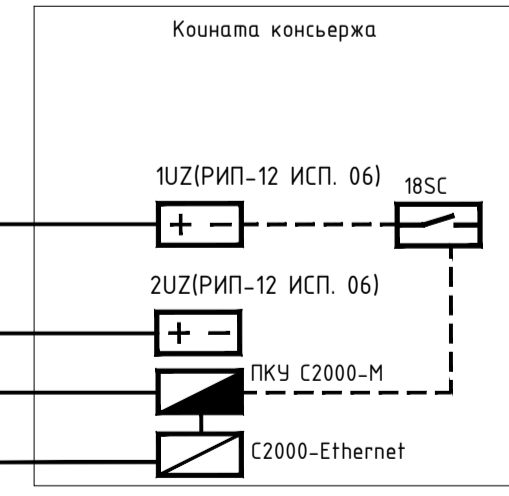 Коината консьержа
1UZ(РИП-12 ИСП. 06)
18SC
2UZ(РИП-12 ИСП. 06)
ПКУ С2000-М
С2000-Ethernet